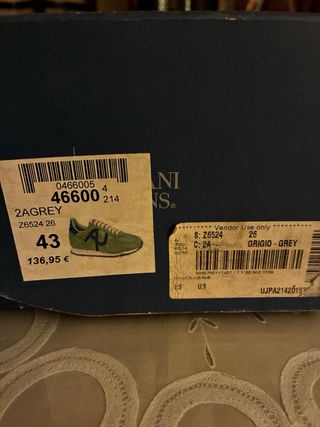 0466005
46600 4
214
2AGREY
Z6524 26
43
136,95 €
ANI
NS
Vendor Use only
S: Z6524 26
C: 2A GRIGIO - GREY
U.9
UJPA2142015